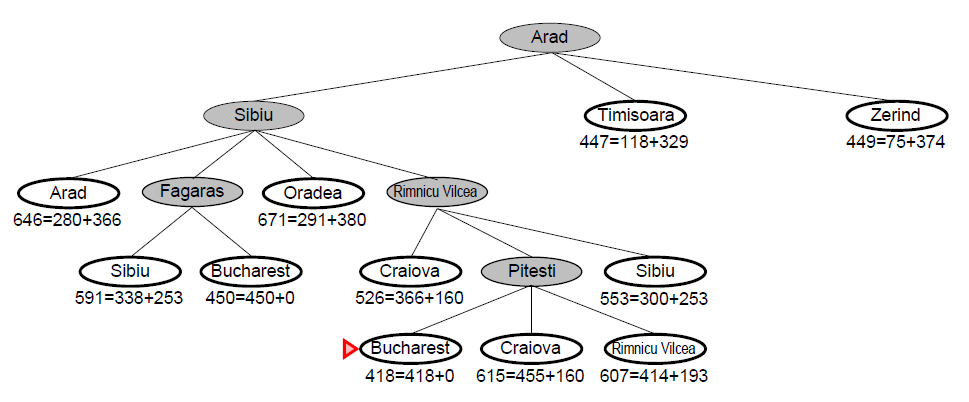 Arad
Sibiu
Timisoara
Zerind
447=118+329
449=75+374
Arad
Fagaras
Oradea
Rimnicu Vilcea
646=280+366
671=291+380
Sibiu
Bucharest
Craiova
Pitesti
Sibiu
591=338+253
450=450+0
526=366+160
553=300+253
Bucharest
Craiova
Rimnicu Vilcea
418=418+0
615=455+160
607=414+193